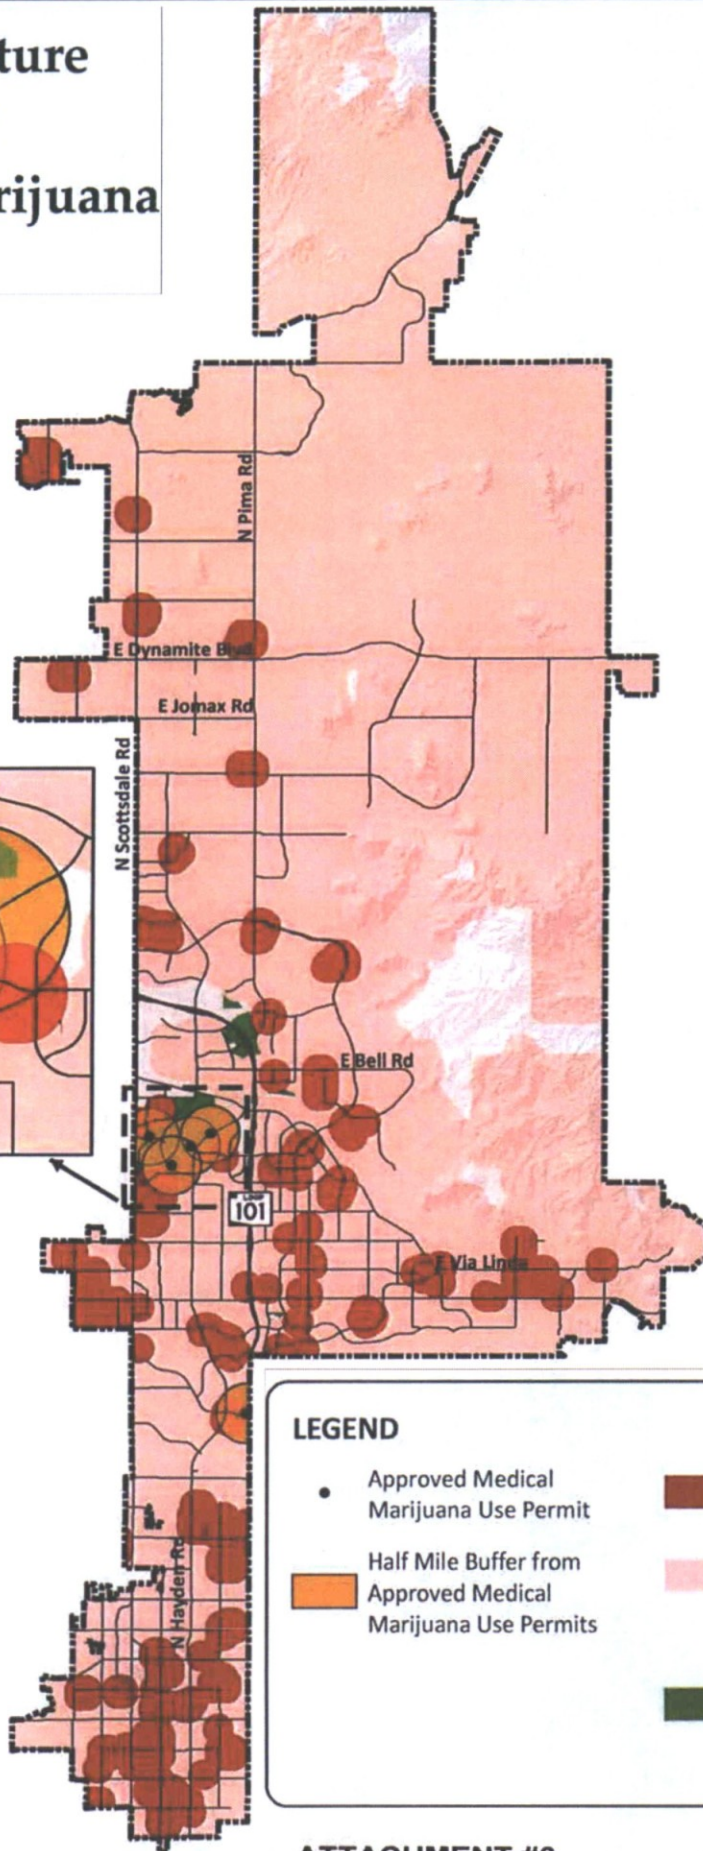 ture
rijuana
N Pima Rd
E Dynamite Blvd
E Jomax Rd
N Scottsdale Rd
E Bell Rd
LOOP
101
E Via Linda
N Hayden Rd
LEGEND
Approved Medical
Marijuana Use Permit
Half Mile Buffer from
Approved Medical
Marijuana Use Permits